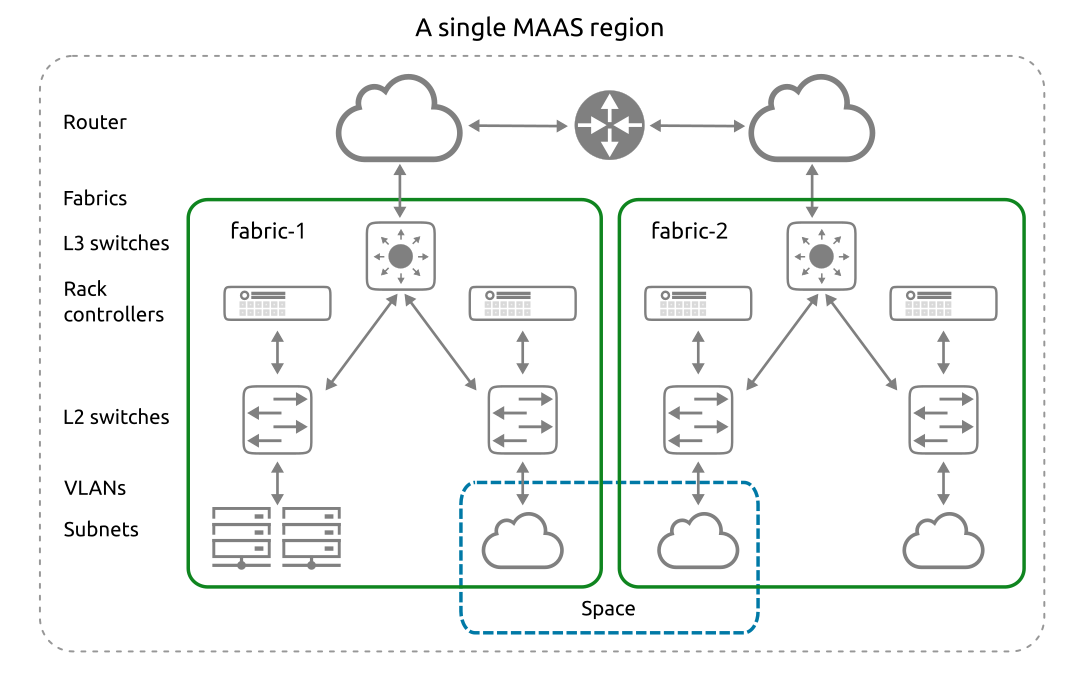 A single MAAS region
Router
Fabrics
fabric-1
fabric-2
L3 switches
Rack
controllers
L2 switches
VLANs
Subnets
Space